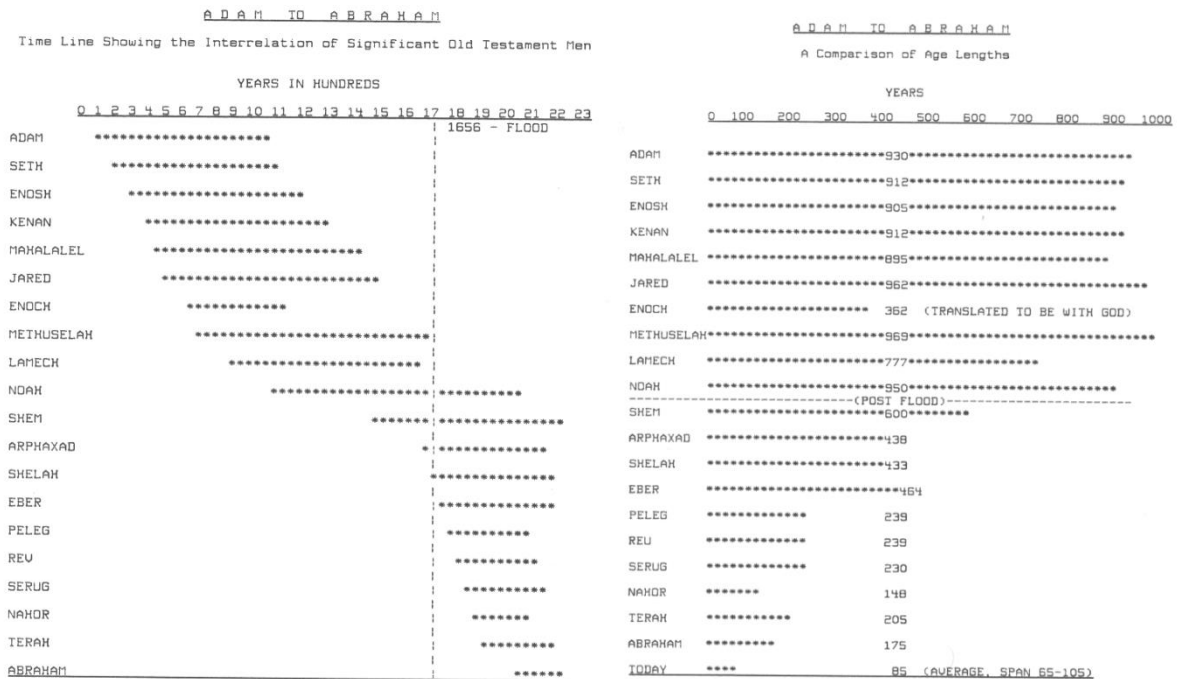 ADAM TO ABRAHAM
Time Line Showing the Interrelation of Significant Old Testament Men
YEARS IN HUNDREDS
0 1 2 3 4 5 6 7 8 9 10 11 12 13 14 15 16 17 18 19 20 21 22 23
1656 - FLOOD
ADAM *********************
SETH ********************
ENOSH *********************
KENAN **********************
MAHALALEL *************************
JARED **************************
ENOCH ************
METHUSELAH ****************************
LAMECH ***********************
NOAH ******************* **********
SHEM ******* ***************
ARPHAXAD * *************
SHELAH ***************
EBER **************
PELEG **********
REU **********
SERUG **********
NAHOR *******
TERAH *********
ABRAHAM ******
ADAM TO ABRAHAM
A Comparison of Age Lengths
YEARS
0 100 200 300 400 500 600 700 800 900 1000
ADAM 930
SETH 912
ENOSH 905
KENAN 912
MAHALALEL 895
JARED 962
ENOCH 362 (TRANSLATED TO BE WITH GOD)
METHUSELAH 969
LAMECH 777
NOAH 950
(POST FLOOD)
SHEM 600
ARPHAXAD 438
SHELAH 433
EBER 464
PELEG 239
REU 239
SERUG 230
NAHOR 148
TERAH 205
ABRAHAM 175
TODAY 85 (AVERAGE, SPAN 65-105)